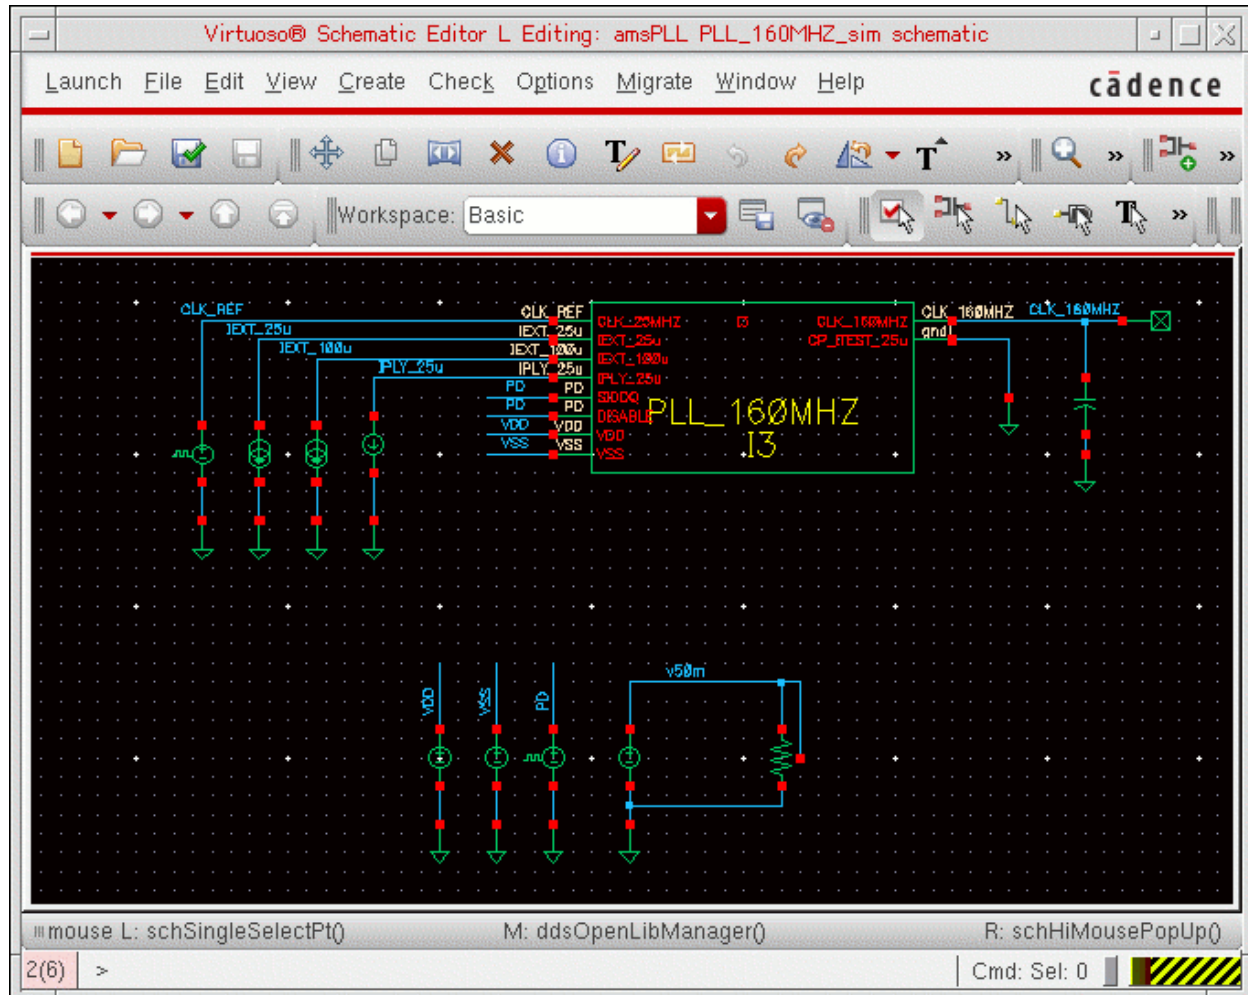 Virtuoso® Schematic Editor L Editing: amsPLL PLL_160MHZ_sim schematic
Launch File Edit View Create Check Options Migrate Window Help cādence
T T » » »
Workspace: Basic T »
CLK_REF CLK_REF CLK_25MHZ I3 CLK_160MHZ CLK_160MHZ CLK_160MHZ
IEXT_25u IEXT_25u IEXT_25u CP_ITEST_25u gnd!
IEXT_100u IEXT_100u IEXT_100u
IPLY_25u IPLY_25u IPLY_25u
PD PD SIDDQ
PD PD DISABLE
PLL_160MHZ
VDD VDD VDD
VSS VSS VSS
I3
v50m
VDD VSS PD
mouse L: schSingleSelectPt() M: ddsOpenLibManager() R: schHiMousePopUp()
2(6) > Cmd: Sel: 0